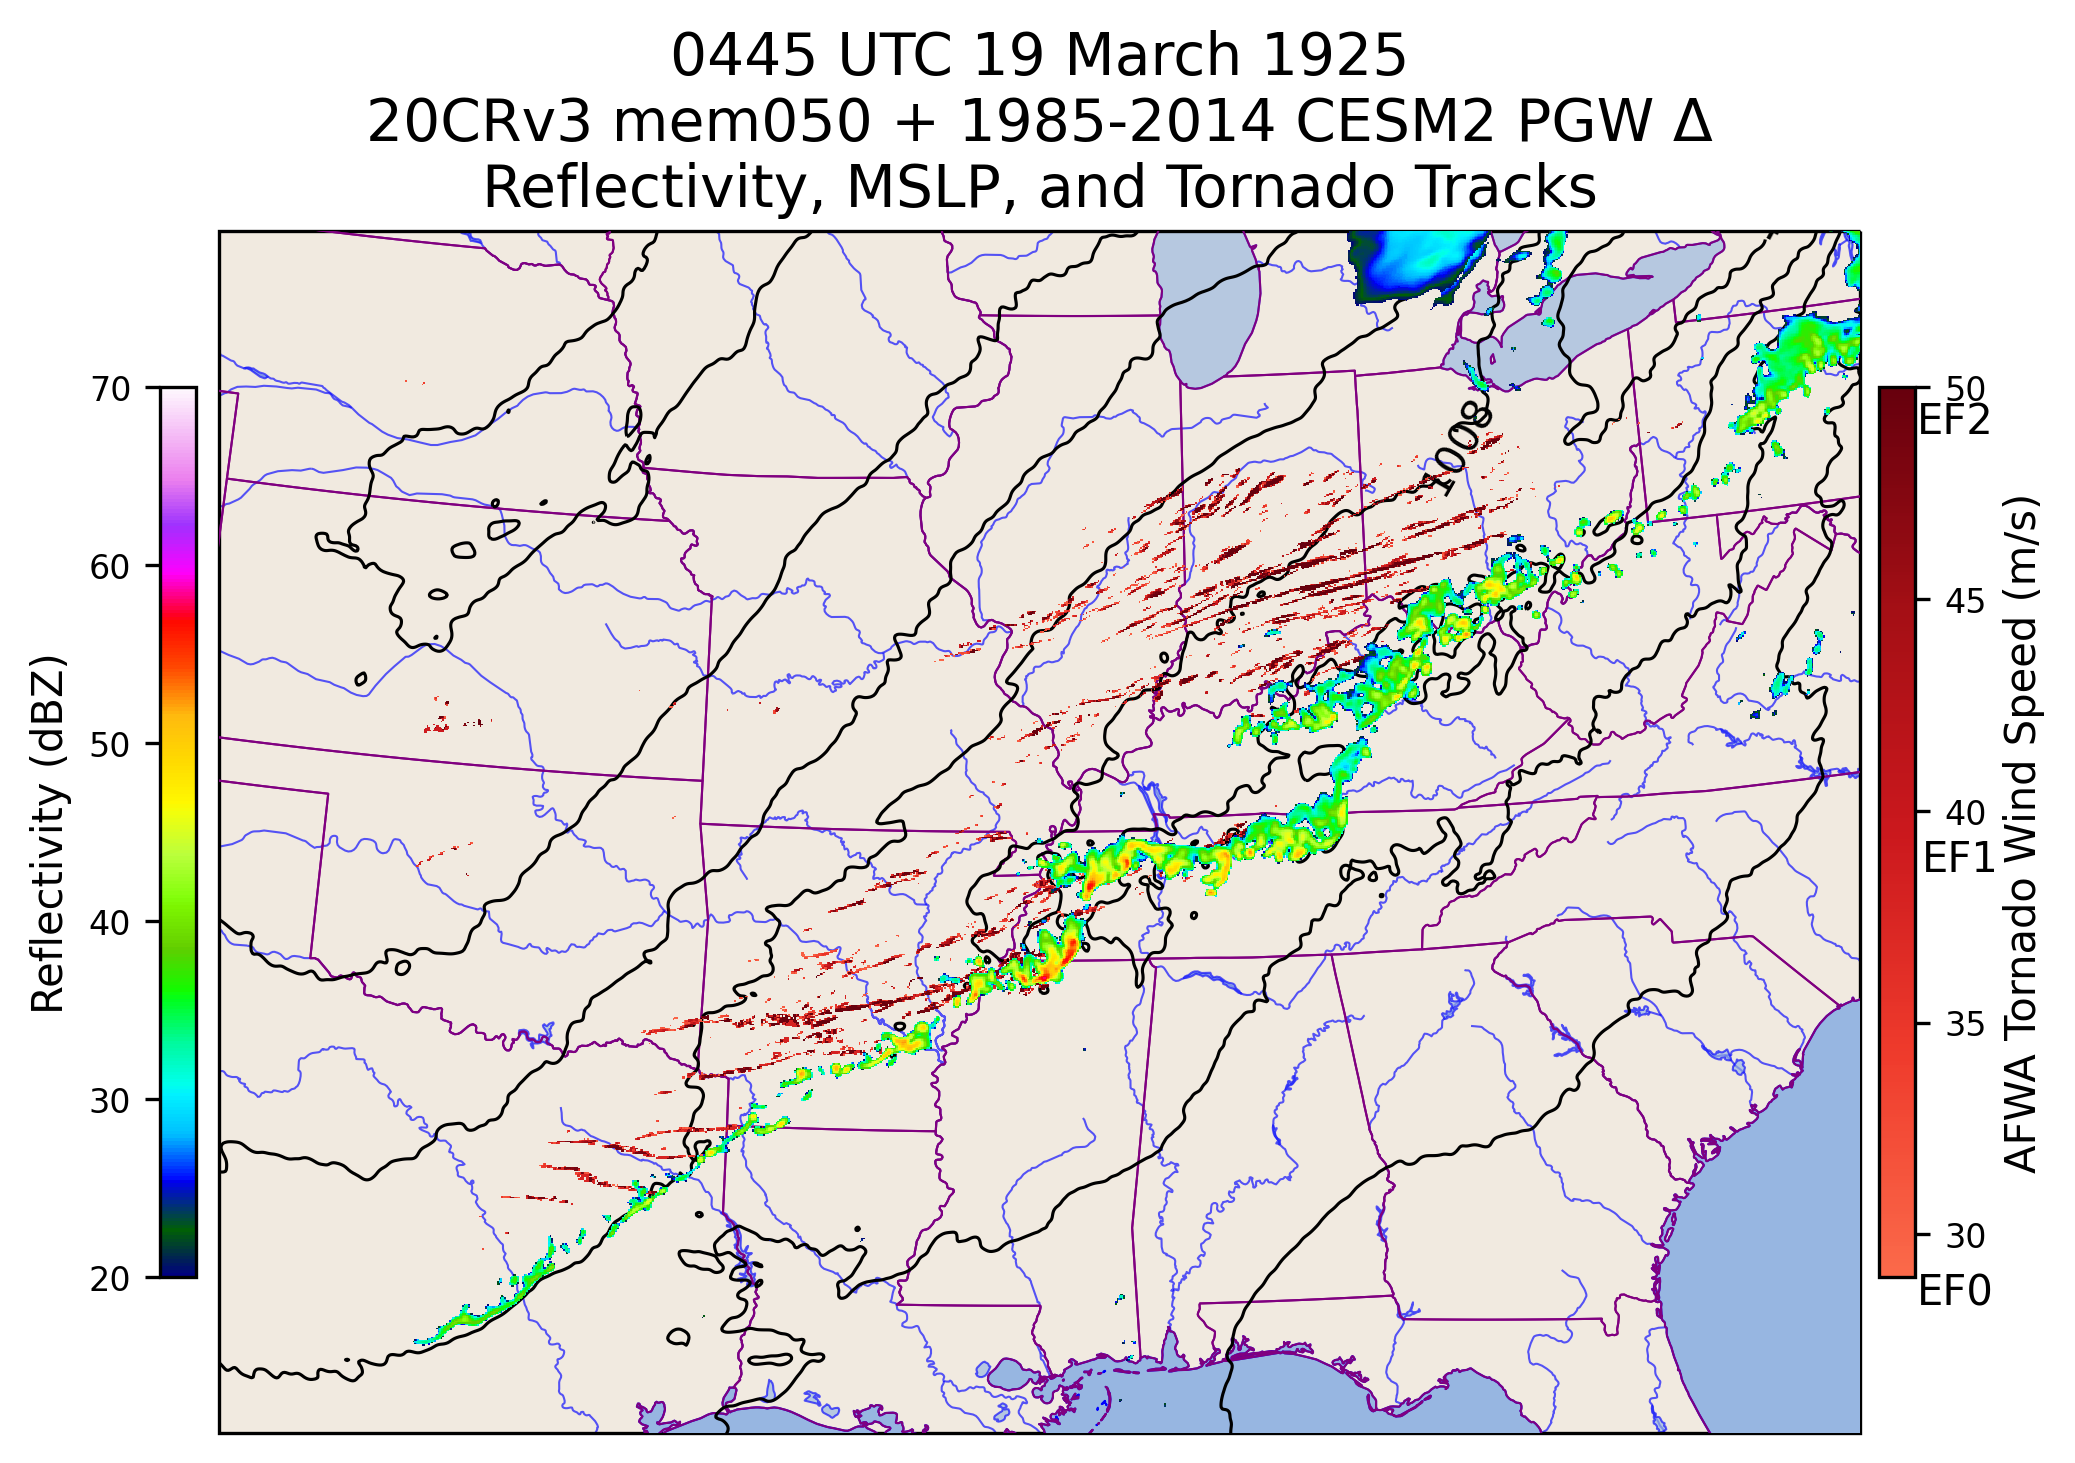 0445 UTC 19 March 1925
20CRv3 mem050 + 1985-2014 CESM2 PGW Δ
Reflectivity, MSLP, and Tornado Tracks
70
60
50
40
30
20
Reflectivity (dBZ)
1008
50
EF2
45
40
EF1
35
30
EF0
AFWA Tornado Wind Speed (m/s)